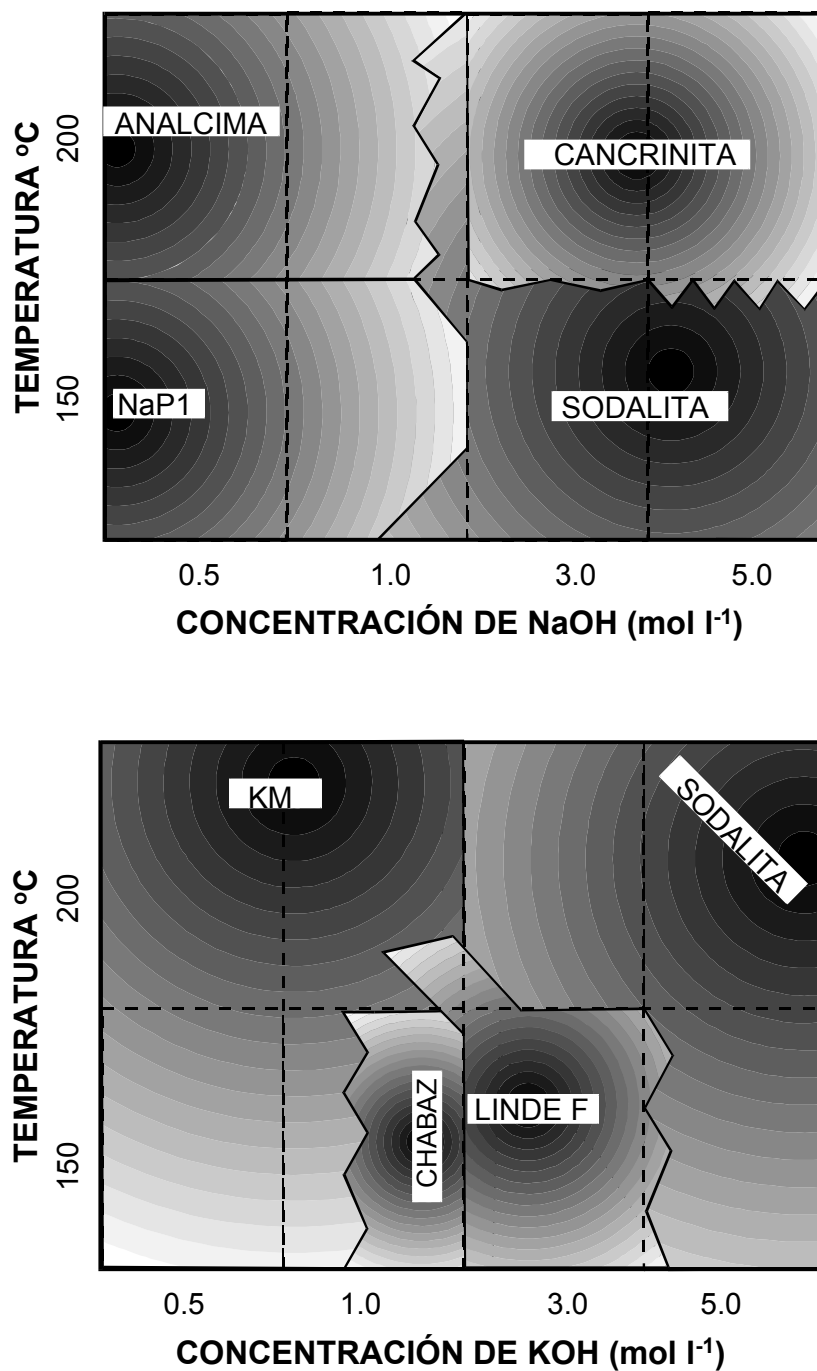 TEMPERATURA ºC
200
150
ANALCIMA
CANCRINITA
NaP1
SODALITA
0.5 1.0 3.0 5.0
CONCENTRACIÓN DE NaOH (mol l-1)
TEMPERATURA ºC
200
150
KM
SODALITA
CHABAZ
LINDE F
0.5 1.0 3.0 5.0
CONCENTRACIÓN DE KOH (mol l-1)